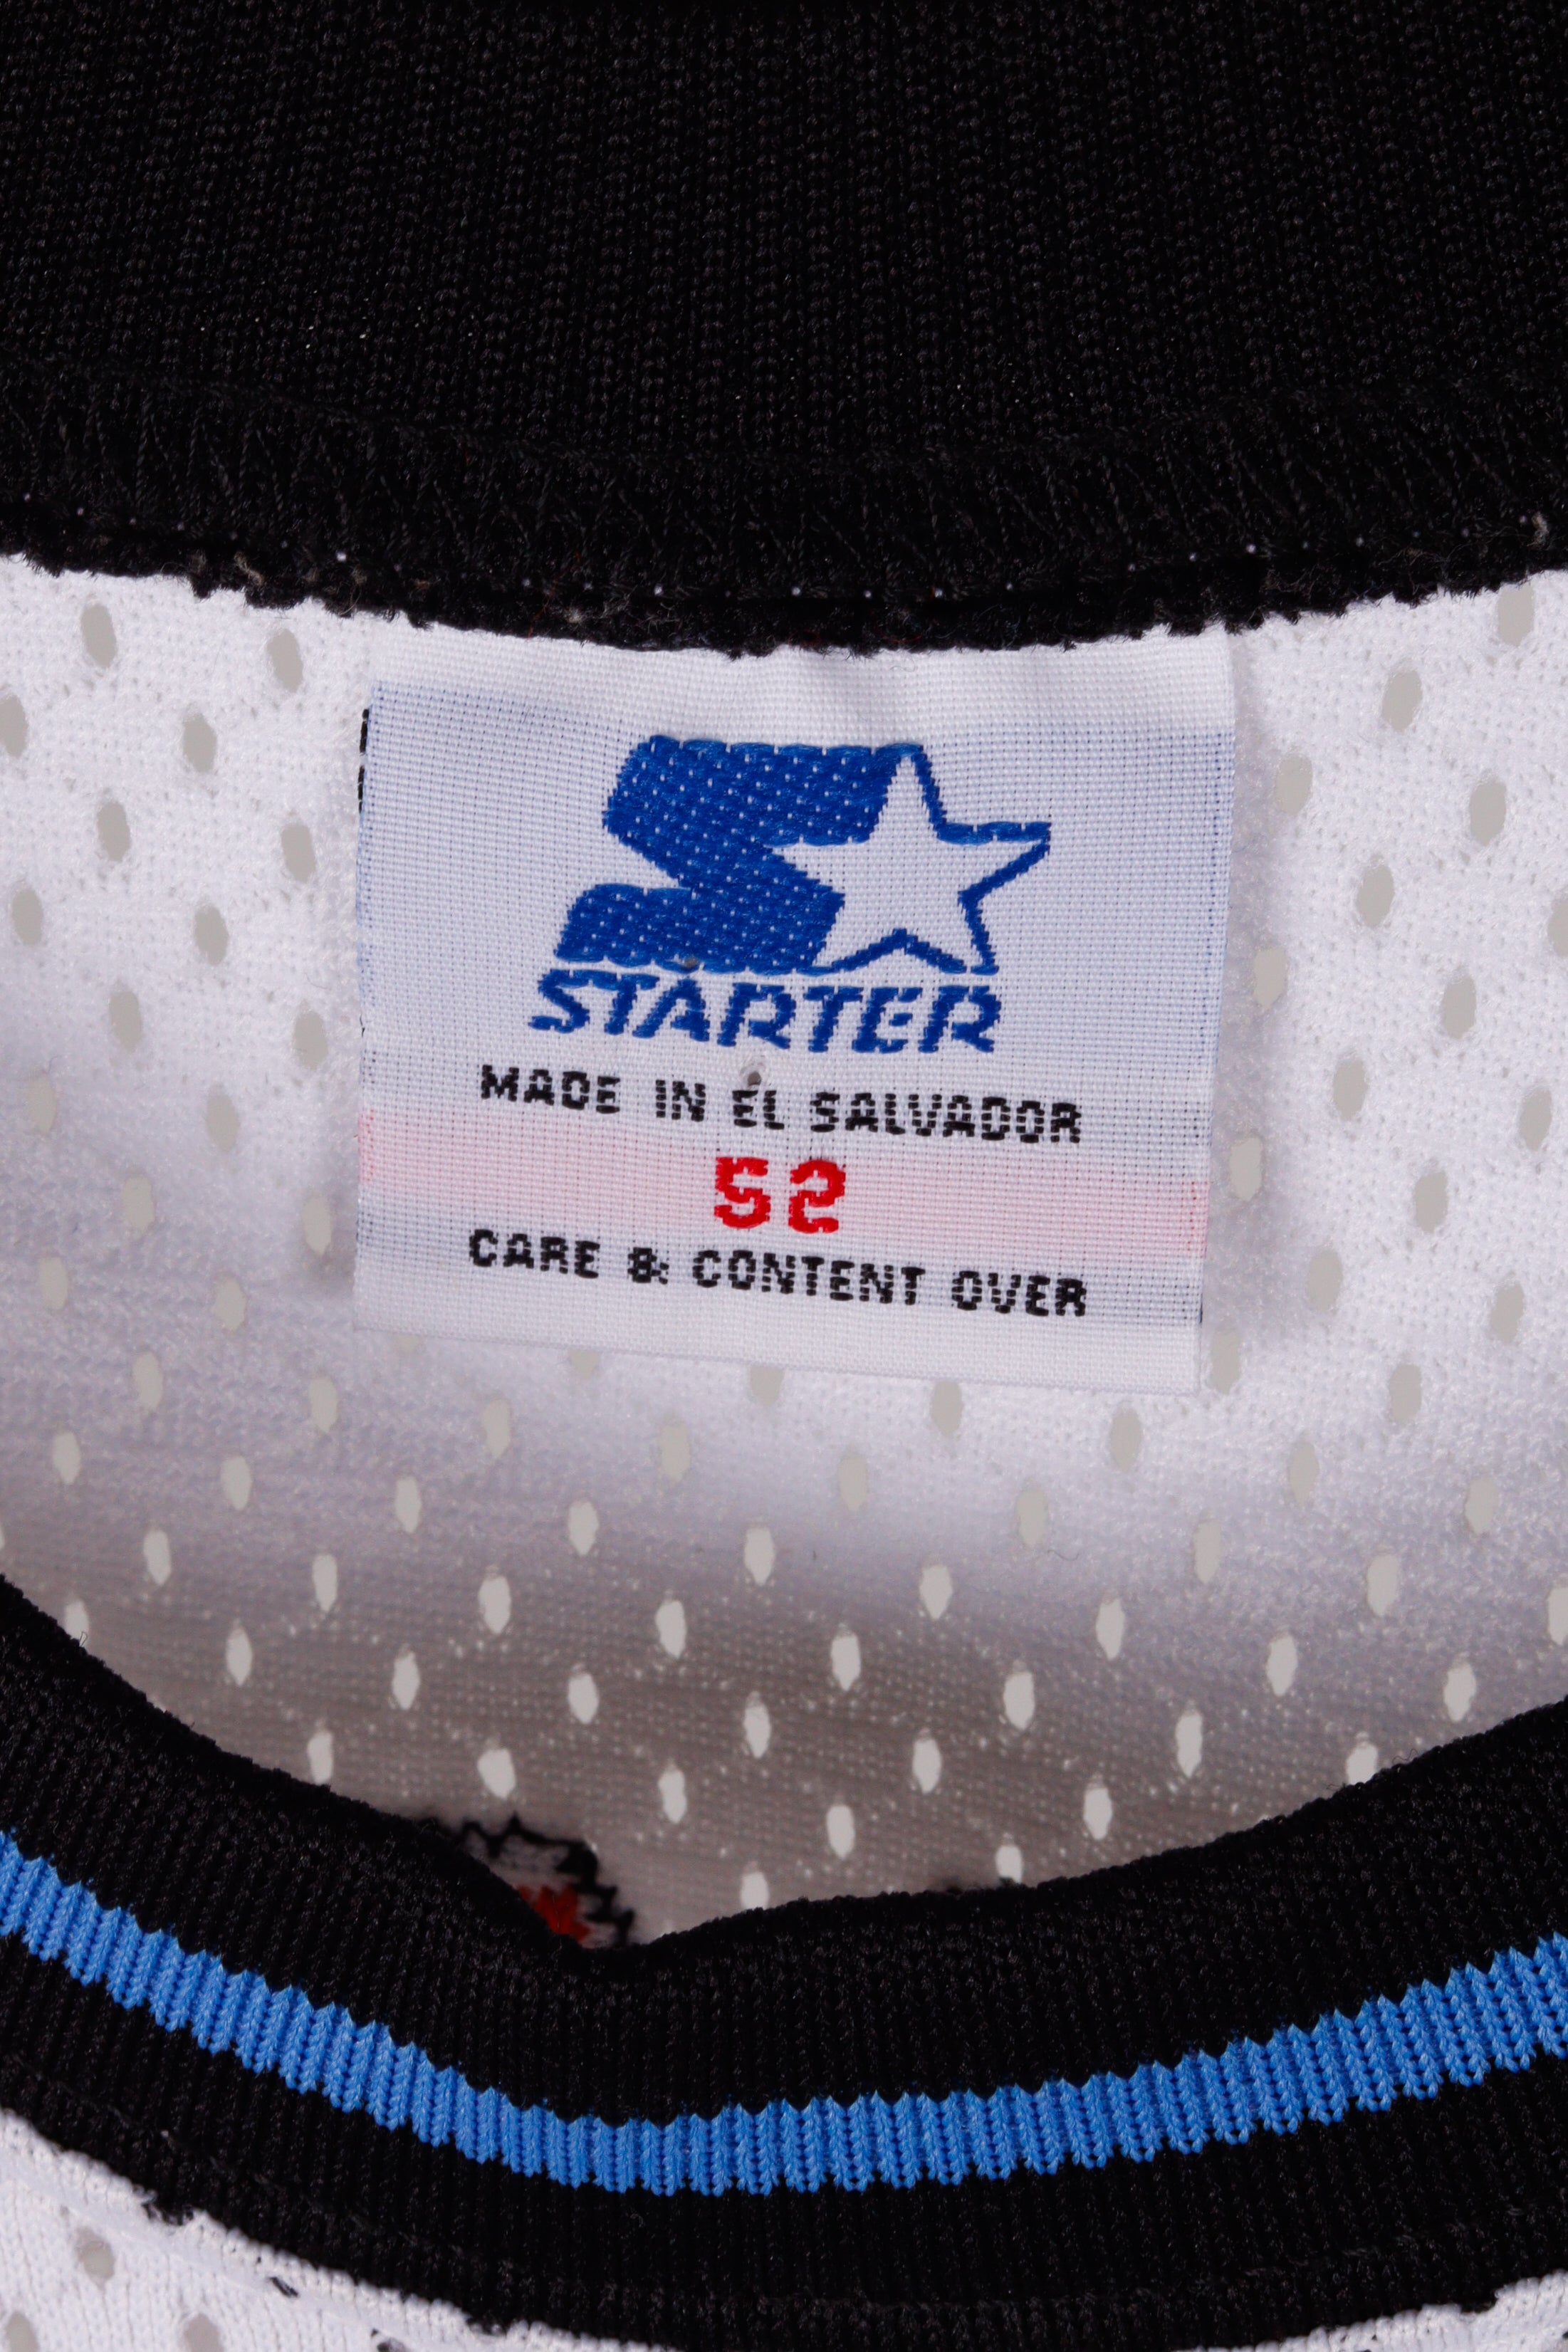 STARTER
MADE IN EL SALVADOR
52
CARE & CONTENT OVER